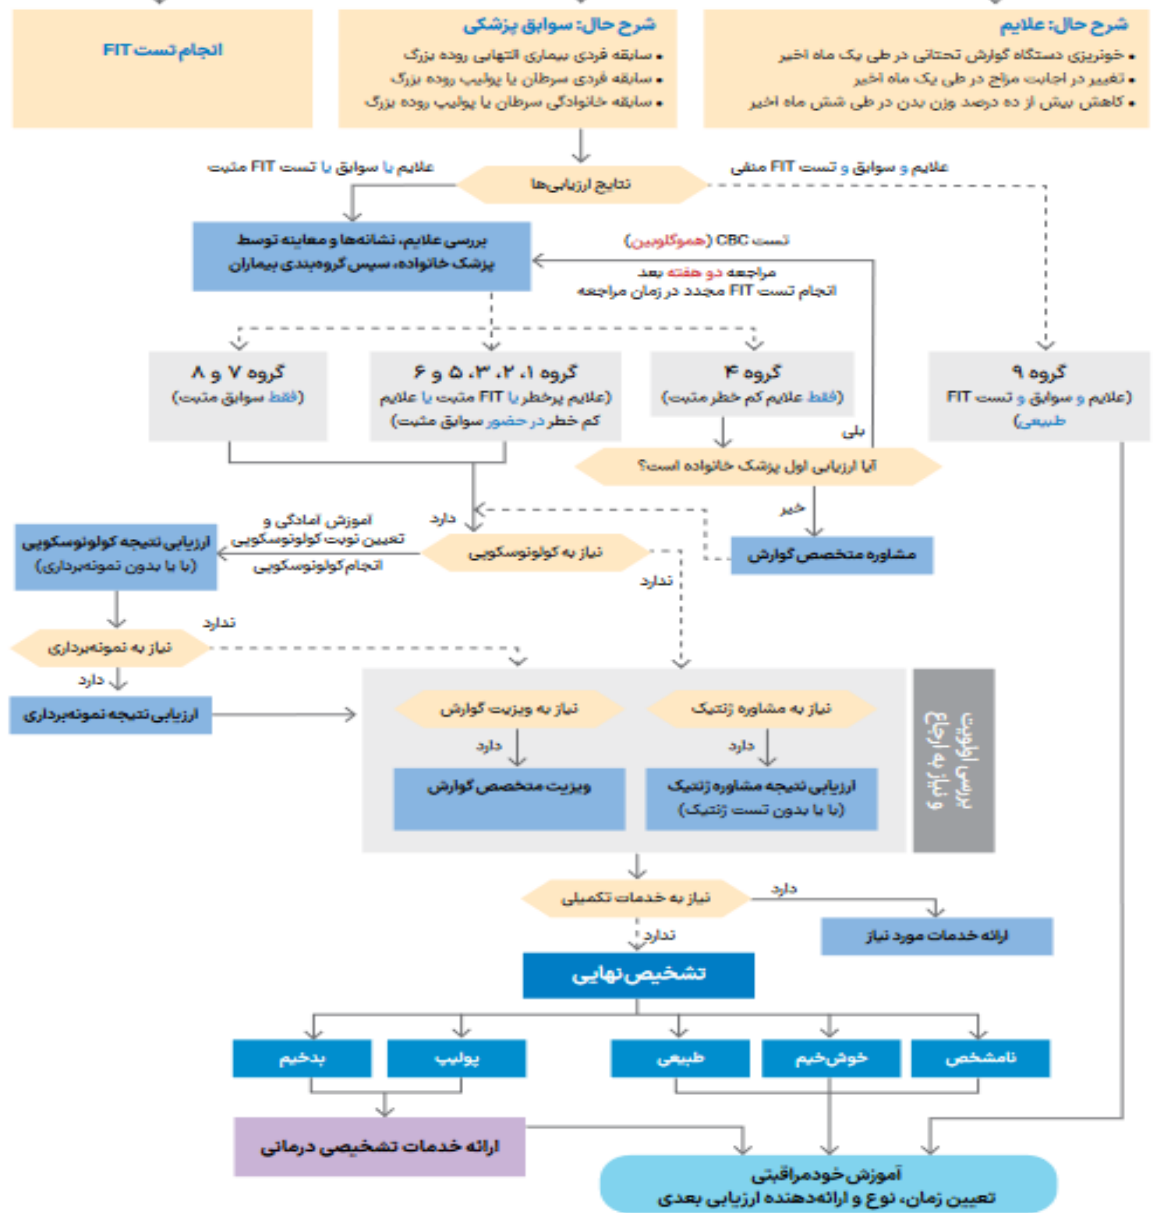 شرح حال: علایم
• خونریزی دستگاه گوارش تحتانی در طی یک ماه اخیر
• تغییر در اجابت مزاج در طی یک ماه اخیر
• کاهش بیش از ده درصد وزن بدن در طی شش ماه اخیر
شرح حال: سوابق پزشکی
• سابقه فردی بیماری التهابی روده بزرگ
• سابقه فردی سرطان یا پولیپ روده بزرگ
• سابقه خانوادگی سرطان یا پولیپ روده بزرگ
انجام تست FIT
نتایج ارزیابی‌ها
علایم و سوابق و تست FIT منفی
علایم یا سوابق یا تست FIT مثبت
بررسی علایم، نشانه‌ها و معاینه توسط
پزشک خانواده، سپس گروه‌بندی بیماران
تست CBC (هموگلوبین)
مراجعه دو هفته بعد
انجام تست FIT مجدد در زمان مراجعه
گروه ۹
(علایم و سوابق و تست FIT
طبیعی)
گروه ۴
(فقط علایم کم خطر مثبت)
گروه ۱، ۲، ۳، ۵ و ۶
(علایم پرخطر یا FIT مثبت یا علایم
کم خطر در حضور سوابق مثبت)
گروه ۷ و ۸
(فقط سوابق مثبت)
بلی
آیا ارزیابی اول پزشک خانواده است؟
خیر
مشاوره متخصص گوارش
دارد
نیاز به کولونوسکوپی
ندارد
آموزش آمادگی و
تعیین نوبت کولونوسکوپی
انجام کولونوسکوپی
ارزیابی نتیجه کولونوسکوپی
(با یا بدون نمونه‌برداری)
ندارد
نیاز به نمونه‌برداری
دارد
ارزیابی نتیجه نمونه‌برداری
بررسی اولویت
و نیاز به ارجاع
نیاز به مشاوره ژنتیک
دارد
ارزیابی نتیجه مشاوره ژنتیک
(با یا بدون تست ژنتیک)
نیاز به ویزیت گوارش
دارد
ویزیت متخصص گوارش
نیاز به خدمات تکمیلی
دارد
ارائه خدمات مورد نیاز
ندارد
تشخیص نهایی
نامشخص
خوش‌خیم
طبیعی
پولیپ
بدخیم
ارائه خدمات تشخیصی درمانی
آموزش خودمراقبتی
تعیین زمان، نوع و ارائه‌دهنده ارزیابی بعدی